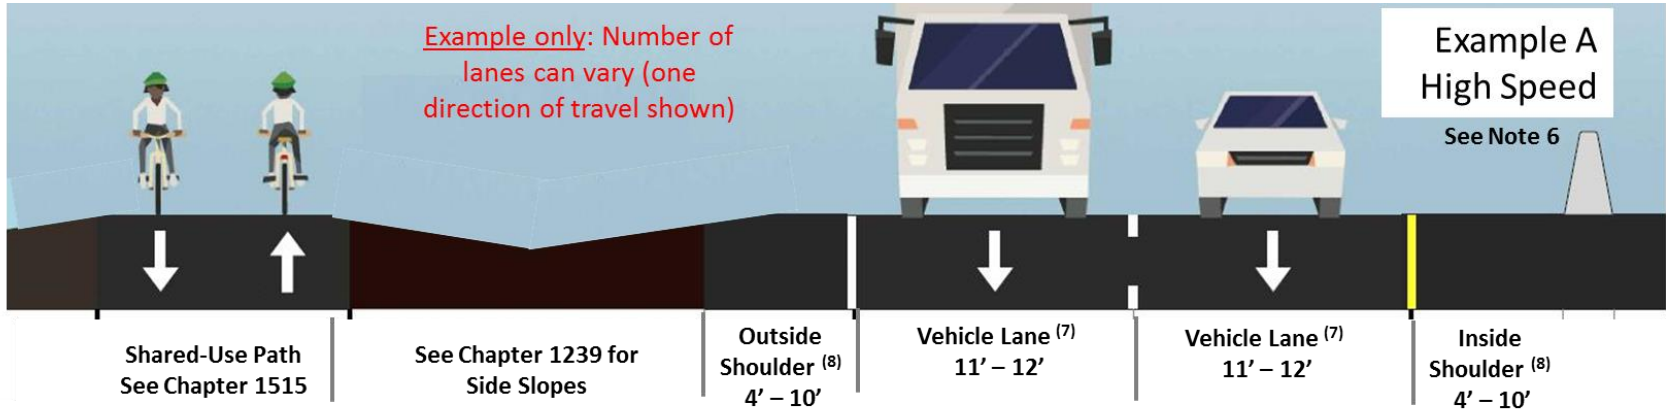 Example only: Number of
lanes can vary (one
direction of travel shown)
Example A
High Speed
See Note 6
Shared-Use Path
See Chapter 1515
See Chapter 1239 for
Side Slopes
Outside
Shoulder (8)
4’ – 10’
Vehicle Lane (7)
11’ – 12’
Vehicle Lane (7)
11’ – 12’
Inside
Shoulder (8)
4’ – 10’